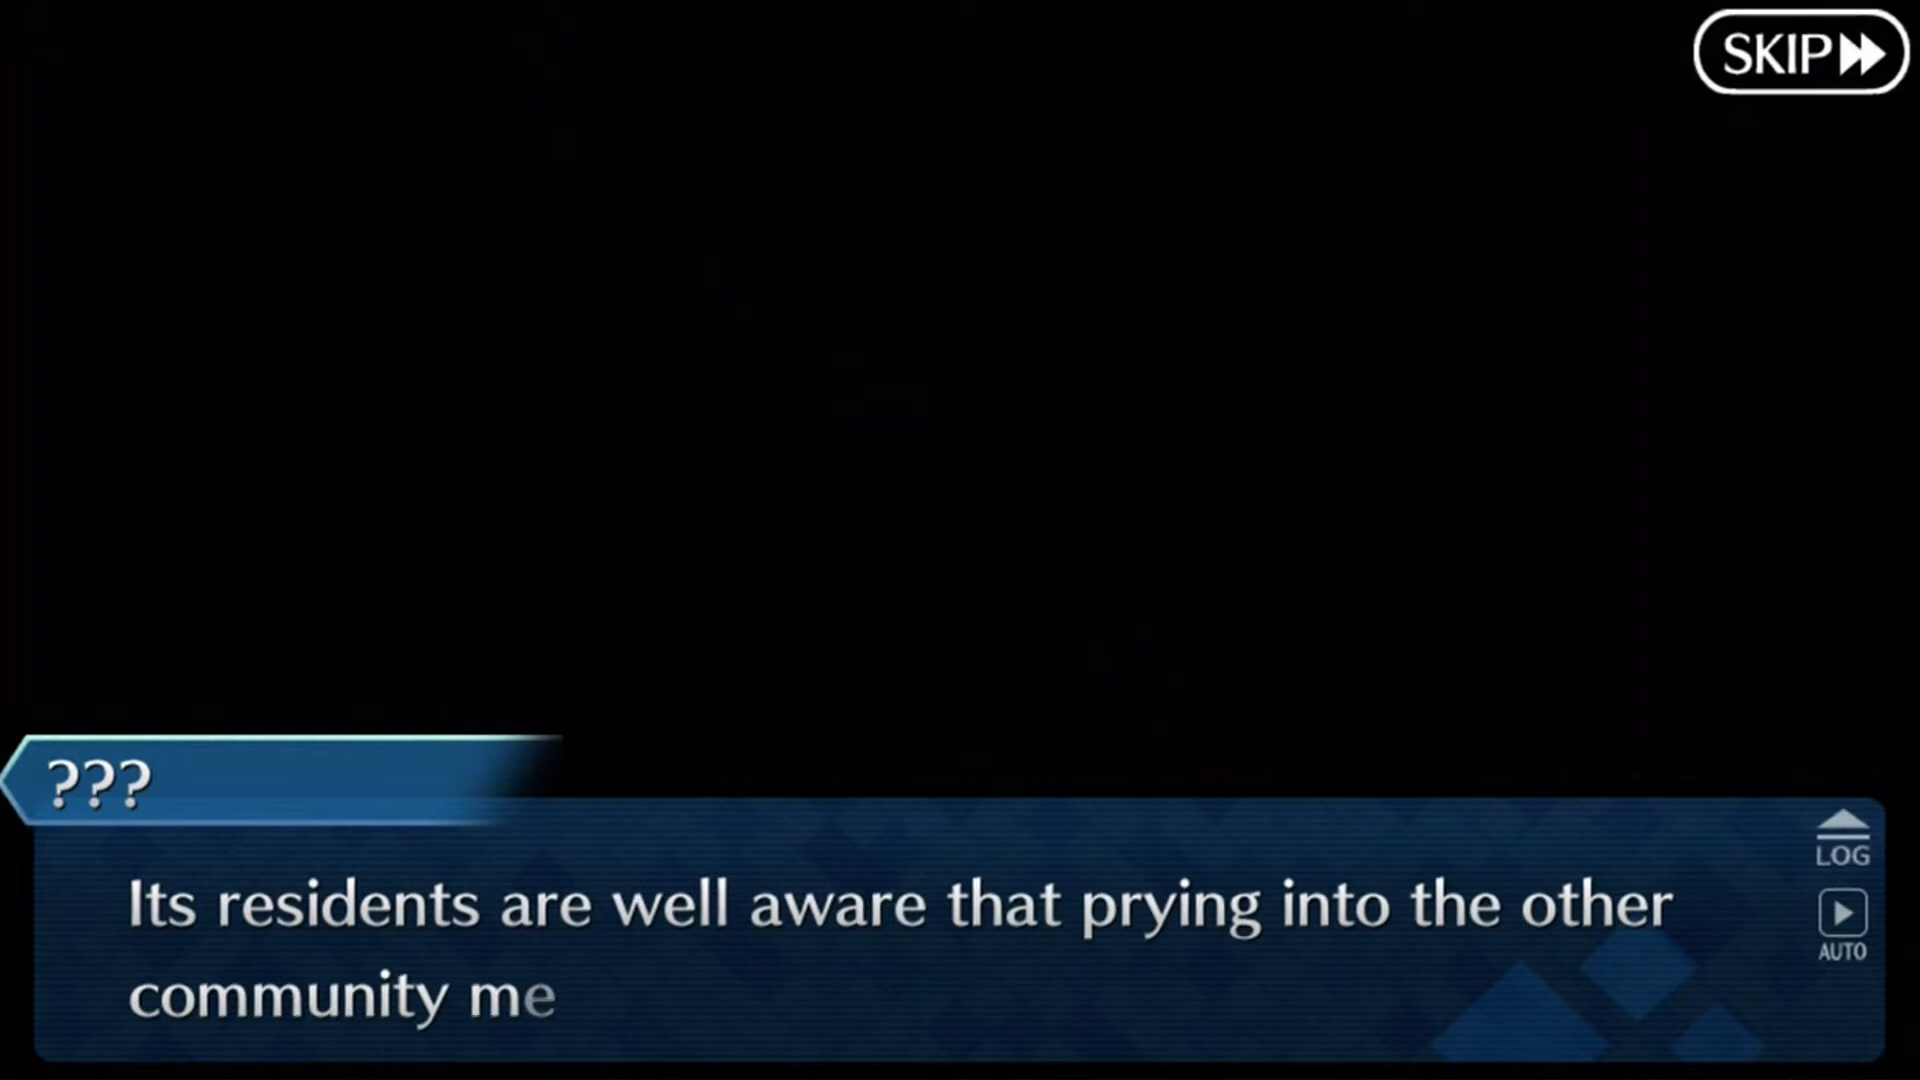 SKIP
???
LOG
Its residents are well aware that prying into the other
AUTO
community me